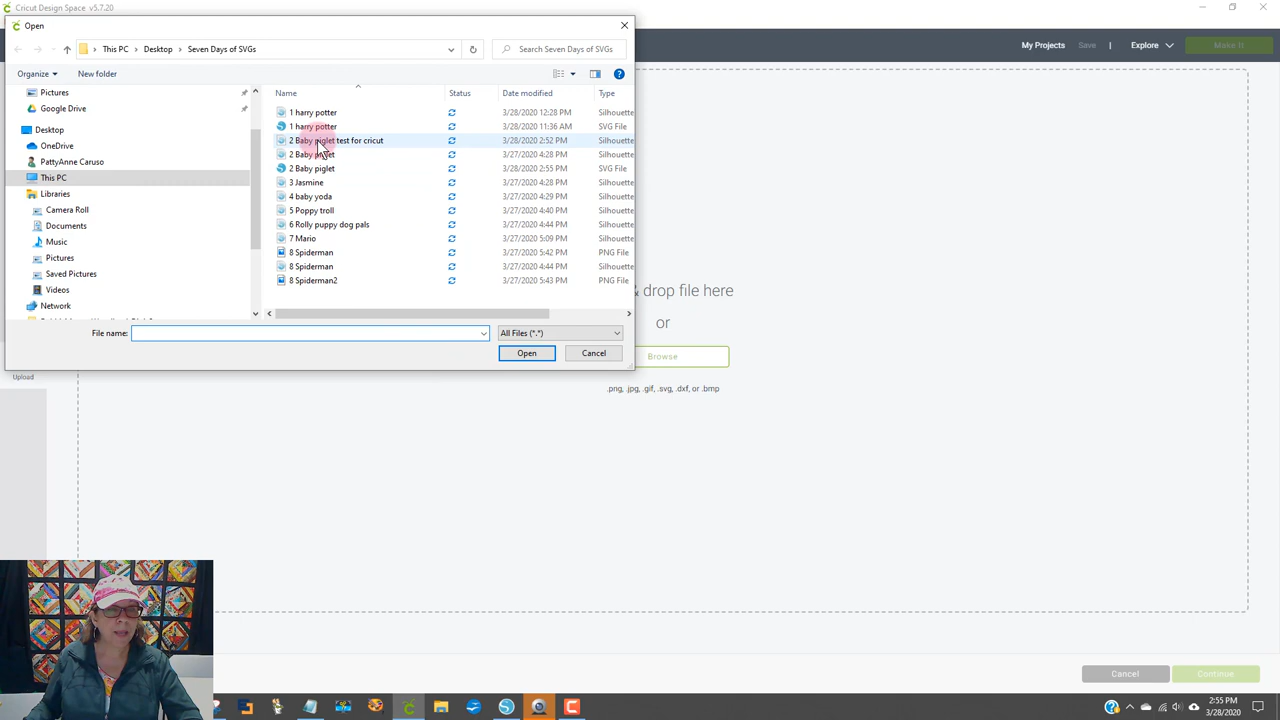 Cricut Design Space v5.7.20
Open
This PC > Desktop > Seven Days of SVGs
Search Seven Days of SVGs
My Projects Save | Explore Make It
Organize New folder
Name Status Date modified Type
Pictures
Google Drive
Desktop
OneDrive
PattyAnne Caruso
This PC
Libraries
Camera Roll
Documents
Music
Pictures
Saved Pictures
Videos
Network
1 harry potter 3/28/2020 12:28 PM Silhouette
1 harry potter 3/28/2020 11:36 AM SVG File
2 Baby piglet test for cricut 3/28/2020 2:52 PM Silhouette
2 Baby piglet 3/27/2020 4:28 PM Silhouette
2 Baby piglet 3/28/2020 2:55 PM SVG File
3 Jasmine 3/27/2020 4:28 PM Silhouette
4 baby yoda 3/27/2020 4:29 PM Silhouette
5 Poppy troll 3/27/2020 4:40 PM Silhouette
6 Rolly puppy dog pals 3/27/2020 4:44 PM Silhouette
7 Mario 3/27/2020 5:09 PM Silhouette
8 Spiderman 3/27/2020 5:42 PM PNG File
8 Spiderman 3/27/2020 4:44 PM Silhouette
8 Spiderman2 3/27/2020 5:43 PM PNG File
File name: All Files (*.*)
Open Cancel
Upload
& drop file here
or
Browse
.png, .jpg, .gif, .svg, .dxf, or .bmp
Cancel Continue
2:55 PM
3/28/2020